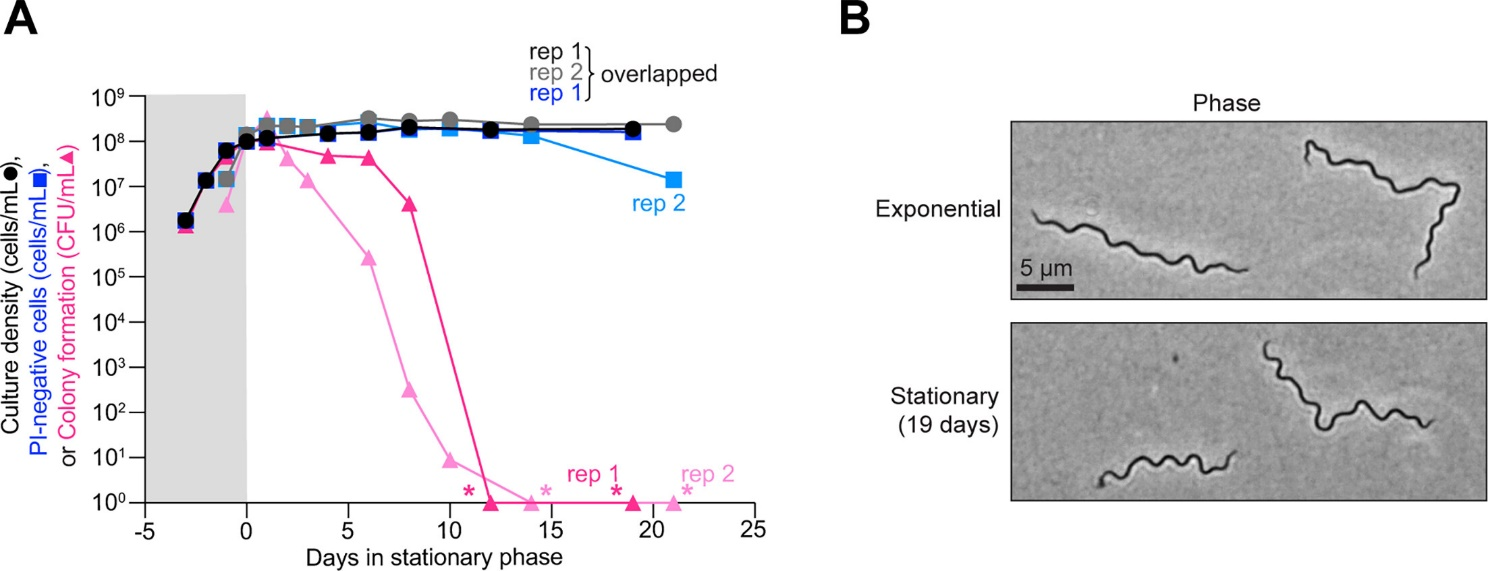 A
B
rep 1
rep 2
rep 1
overlapped
Culture density (cells/mL●),
PI-negative cells (cells/mL■),
or Colony formation (CFU/mL▲)
10⁹
10⁸
10⁷
10⁶
10⁵
10⁴
10³
10²
10¹
10⁰
rep 2
rep 1
rep 2
* * * *
-5 0 5 10 15 20 25
Days in stationary phase
Phase
Exponential
5 µm
Stationary
(19 days)